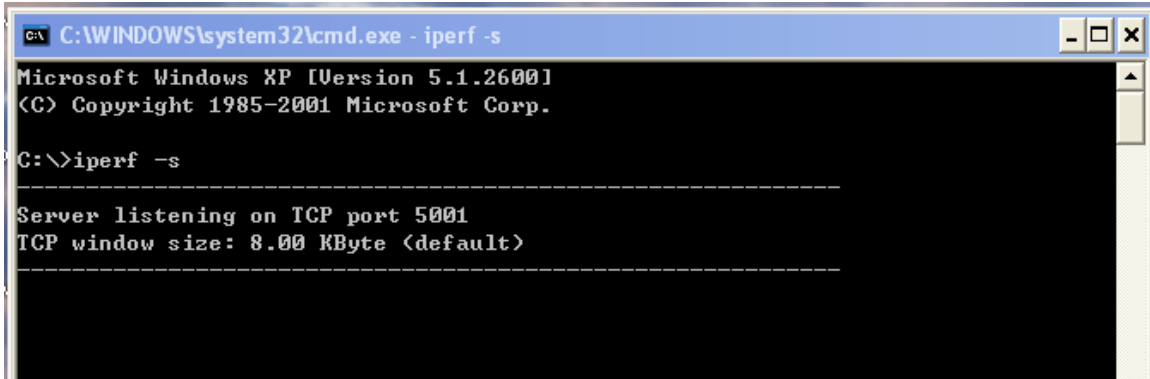 C:\WINDOWS\system32\cmd.exe - iperf -s
Microsoft Windows XP [Version 5.1.2600]
(C) Copyright 1985-2001 Microsoft Corp.
C:\>iperf -s
------------------------------------------------------------
Server listening on TCP port 5001
TCP window size: 8.00 KByte (default)
------------------------------------------------------------